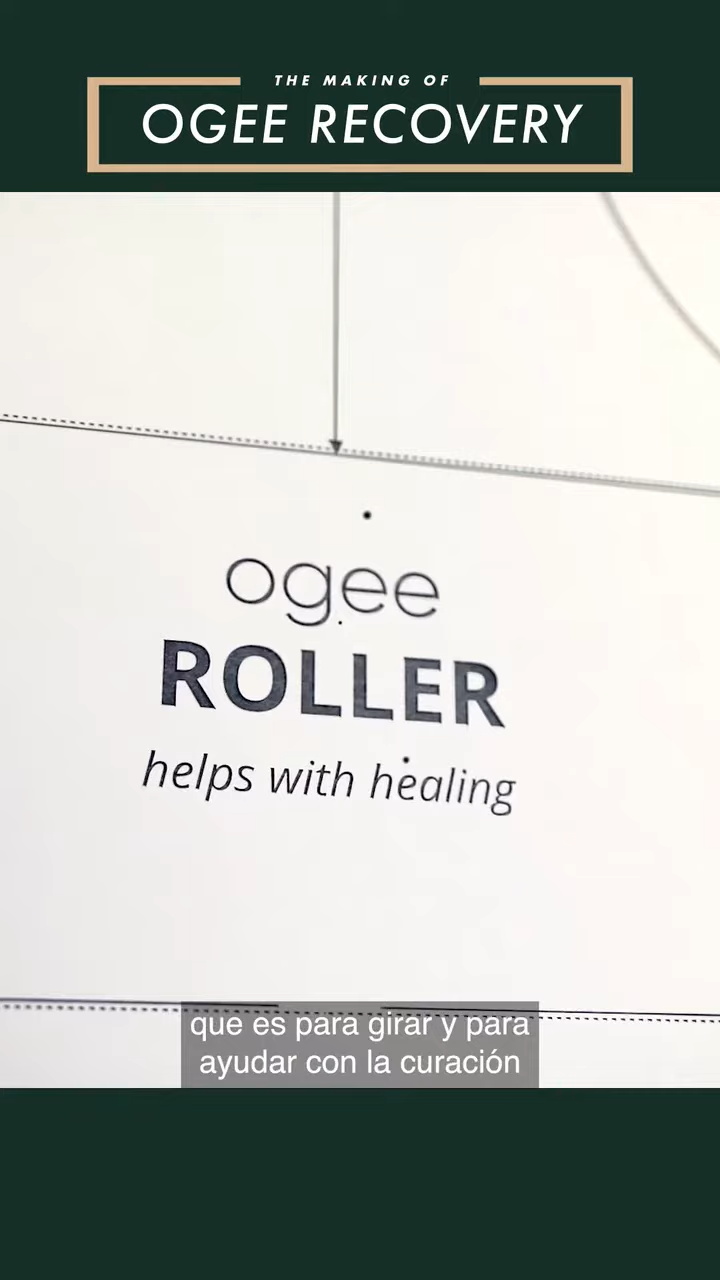 THE MAKING OF
OGEE RECOVERY
ogee
ROLLER
helps with healing
que es para girar y para
ayudar con la curación